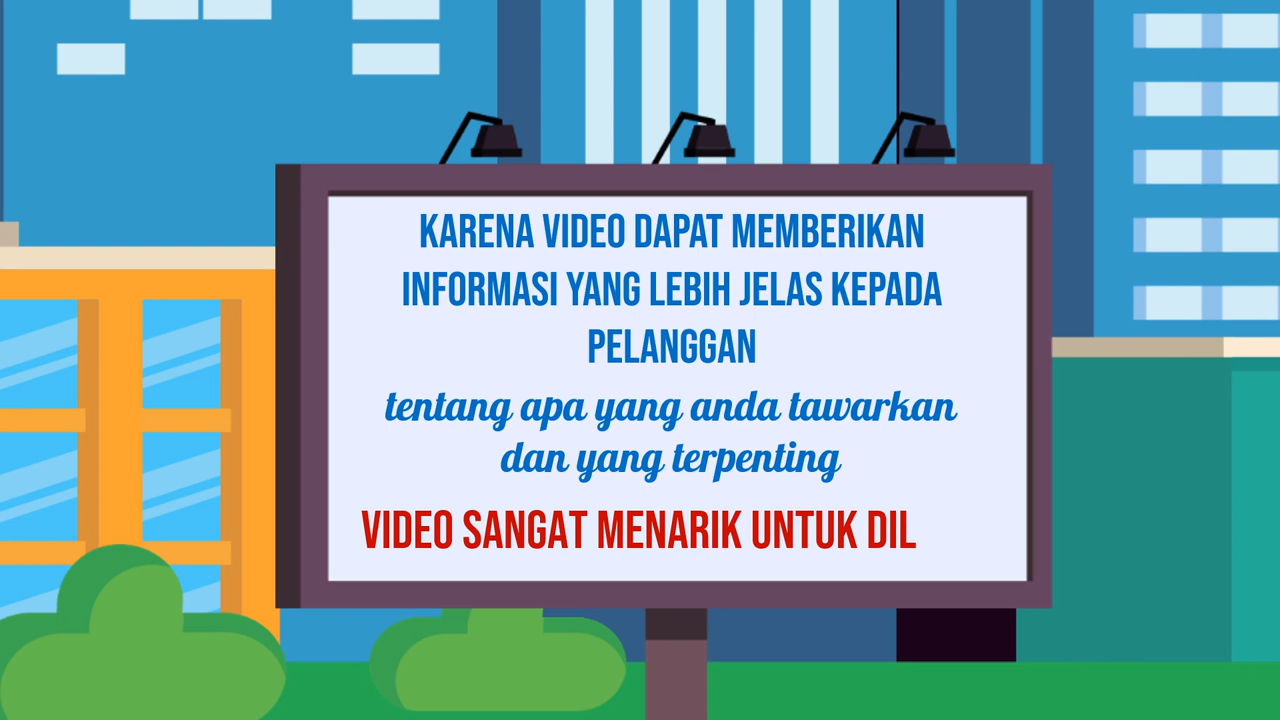 KARENA VIDEO DAPAT MEMBERIKAN
INFORMASI YANG LEBIH JELAS KEPADA
PELANGGAN
tentang apa yang anda tawarkan
dan yang terpenting
VIDEO SANGAT MENARIK UNTUK DIL